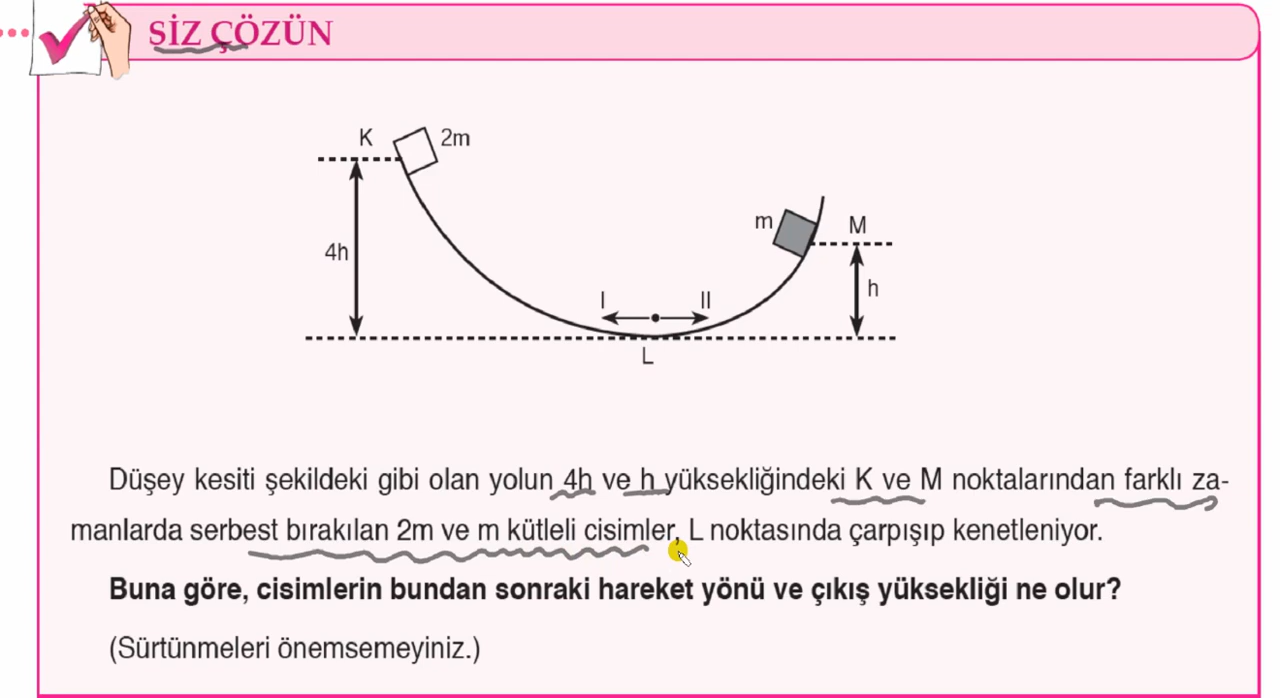 SİZ ÇÖZÜN
K
2m
m
M
4h
h
I
II
L
Düşey kesiti şekildeki gibi olan yolun 4h ve h yüksekliğindeki K ve M noktalarından farklı za-
manlarda serbest bırakılan 2m ve m kütleli cisimler, L noktasında çarpışıp kenetleniyor.
Buna göre, cisimlerin bundan sonraki hareket yönü ve çıkış yüksekliği ne olur?
(Sürtünmeleri önemsemeyiniz.)